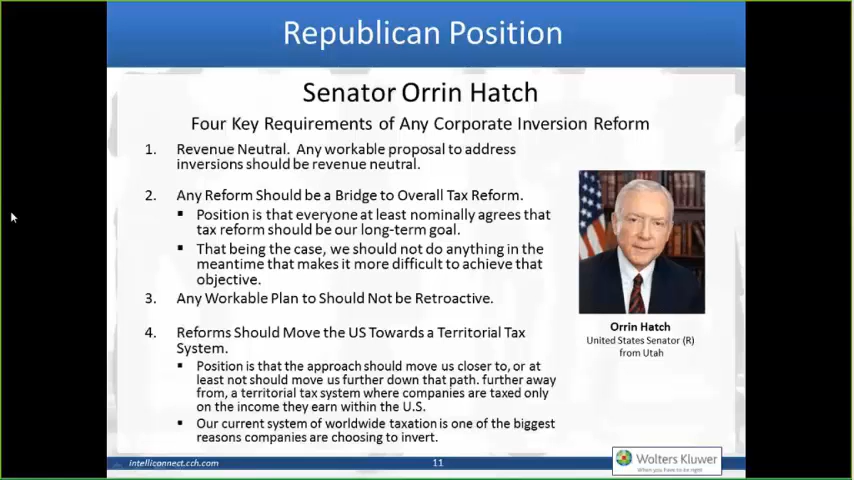 Republican Position
Senator Orrin Hatch
Four Key Requirements of Any Corporate Inversion Reform
1. Revenue Neutral. Any workable proposal to address
inversions should be revenue neutral.
2. Any Reform Should be a Bridge to Overall Tax Reform.
▪ Position is that everyone at least nominally agrees that
tax reform should be our long-term goal.
▪ That being the case, we should not do anything in the
meantime that makes it more difficult to achieve that
objective.
3. Any Workable Plan to Should Not be Retroactive.
4. Reforms Should Move the US Towards a Territorial Tax
System.
▪ Position is that the approach should move us closer to, or at
least not should move us further down that path. further away
from, a territorial tax system where companies are taxed only
on the income they earn within the U.S.
▪ Our current system of worldwide taxation is one of the biggest
reasons companies are choosing to invert.
Orrin Hatch
United States Senator (R)
from Utah
intelliconnect.cch.com
11
Wolters Kluwer
When you have to be right